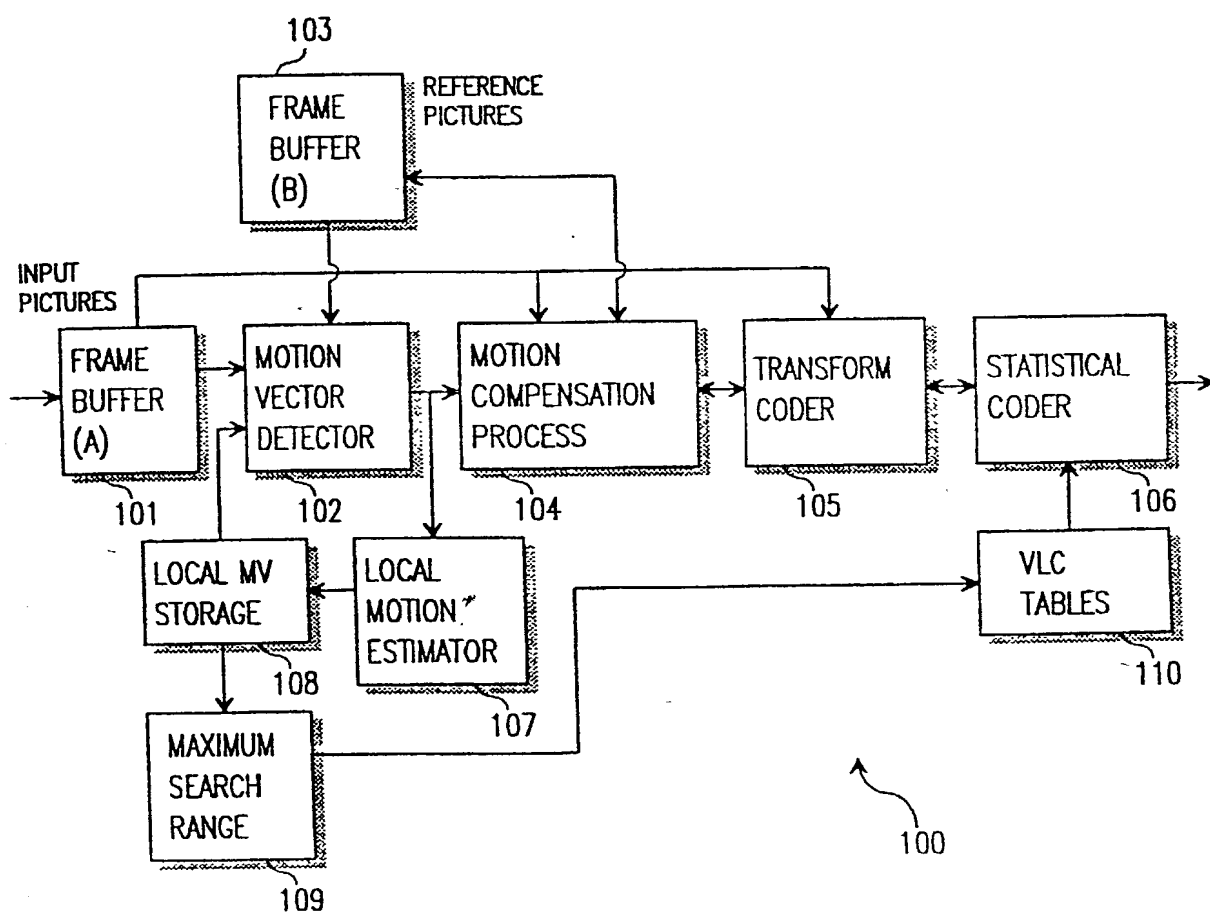 103
FRAME
BUFFER
(B)
REFERENCE
PICTURES
INPUT
PICTURES
FRAME
BUFFER
(A)
101
MOTION
VECTOR
DETECTOR
102
MOTION
COMPENSATION
PROCESS
104
TRANSFORM
CODER
105
STATISTICAL
CODER
106
LOCAL MV
STORAGE
108
LOCAL
MOTION
ESTIMATOR
107
VLC
TABLES
110
MAXIMUM
SEARCH
RANGE
109
100